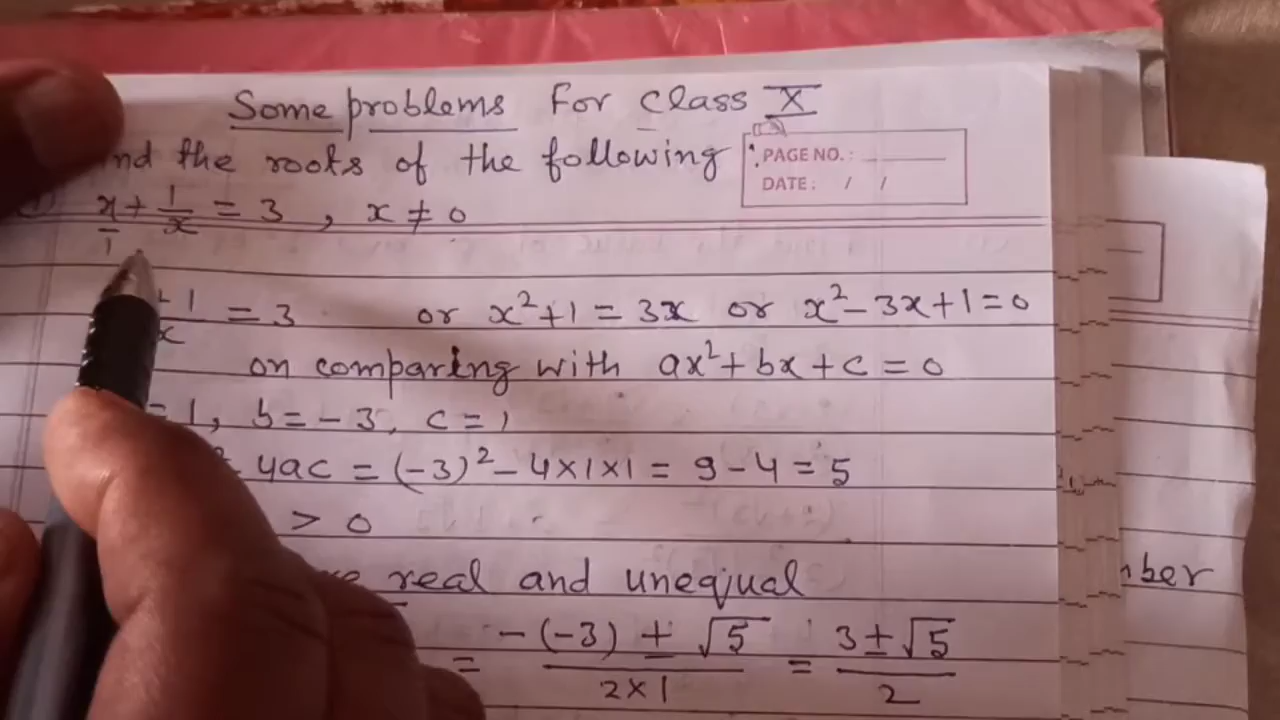 Some problems For Class X
the roots of the following
PAGE NO. :
DATE : / /
x + 1/x = 3 , x ≠ 0
1
+ 1/x = 3 or x² + 1 = 3x or x² - 3x + 1 = 0
on comparing with ax² + bx + c = 0
= 1, b = - 3, c = 1
4ac = (-3)² - 4×1×1 = 9 - 4 = 5
> 0
real and unequal
= -(-3) ± √5 / 2×1 = 3 ± √5 / 2